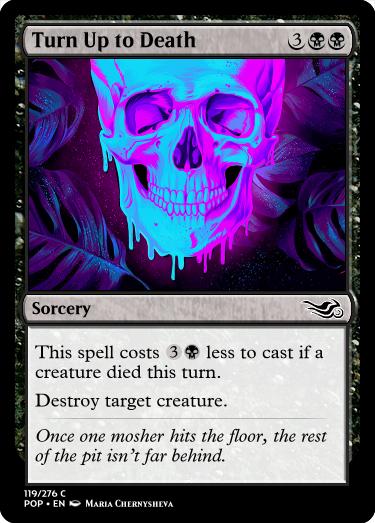 Turn Up to Death 3
Sorcery
This spell costs 3 less to cast if a
creature died this turn.
Destroy target creature.
Once one mosher hits the floor, the rest
of the pit isn't far behind.
119/276 C
POP • EN Maria Chernysheva